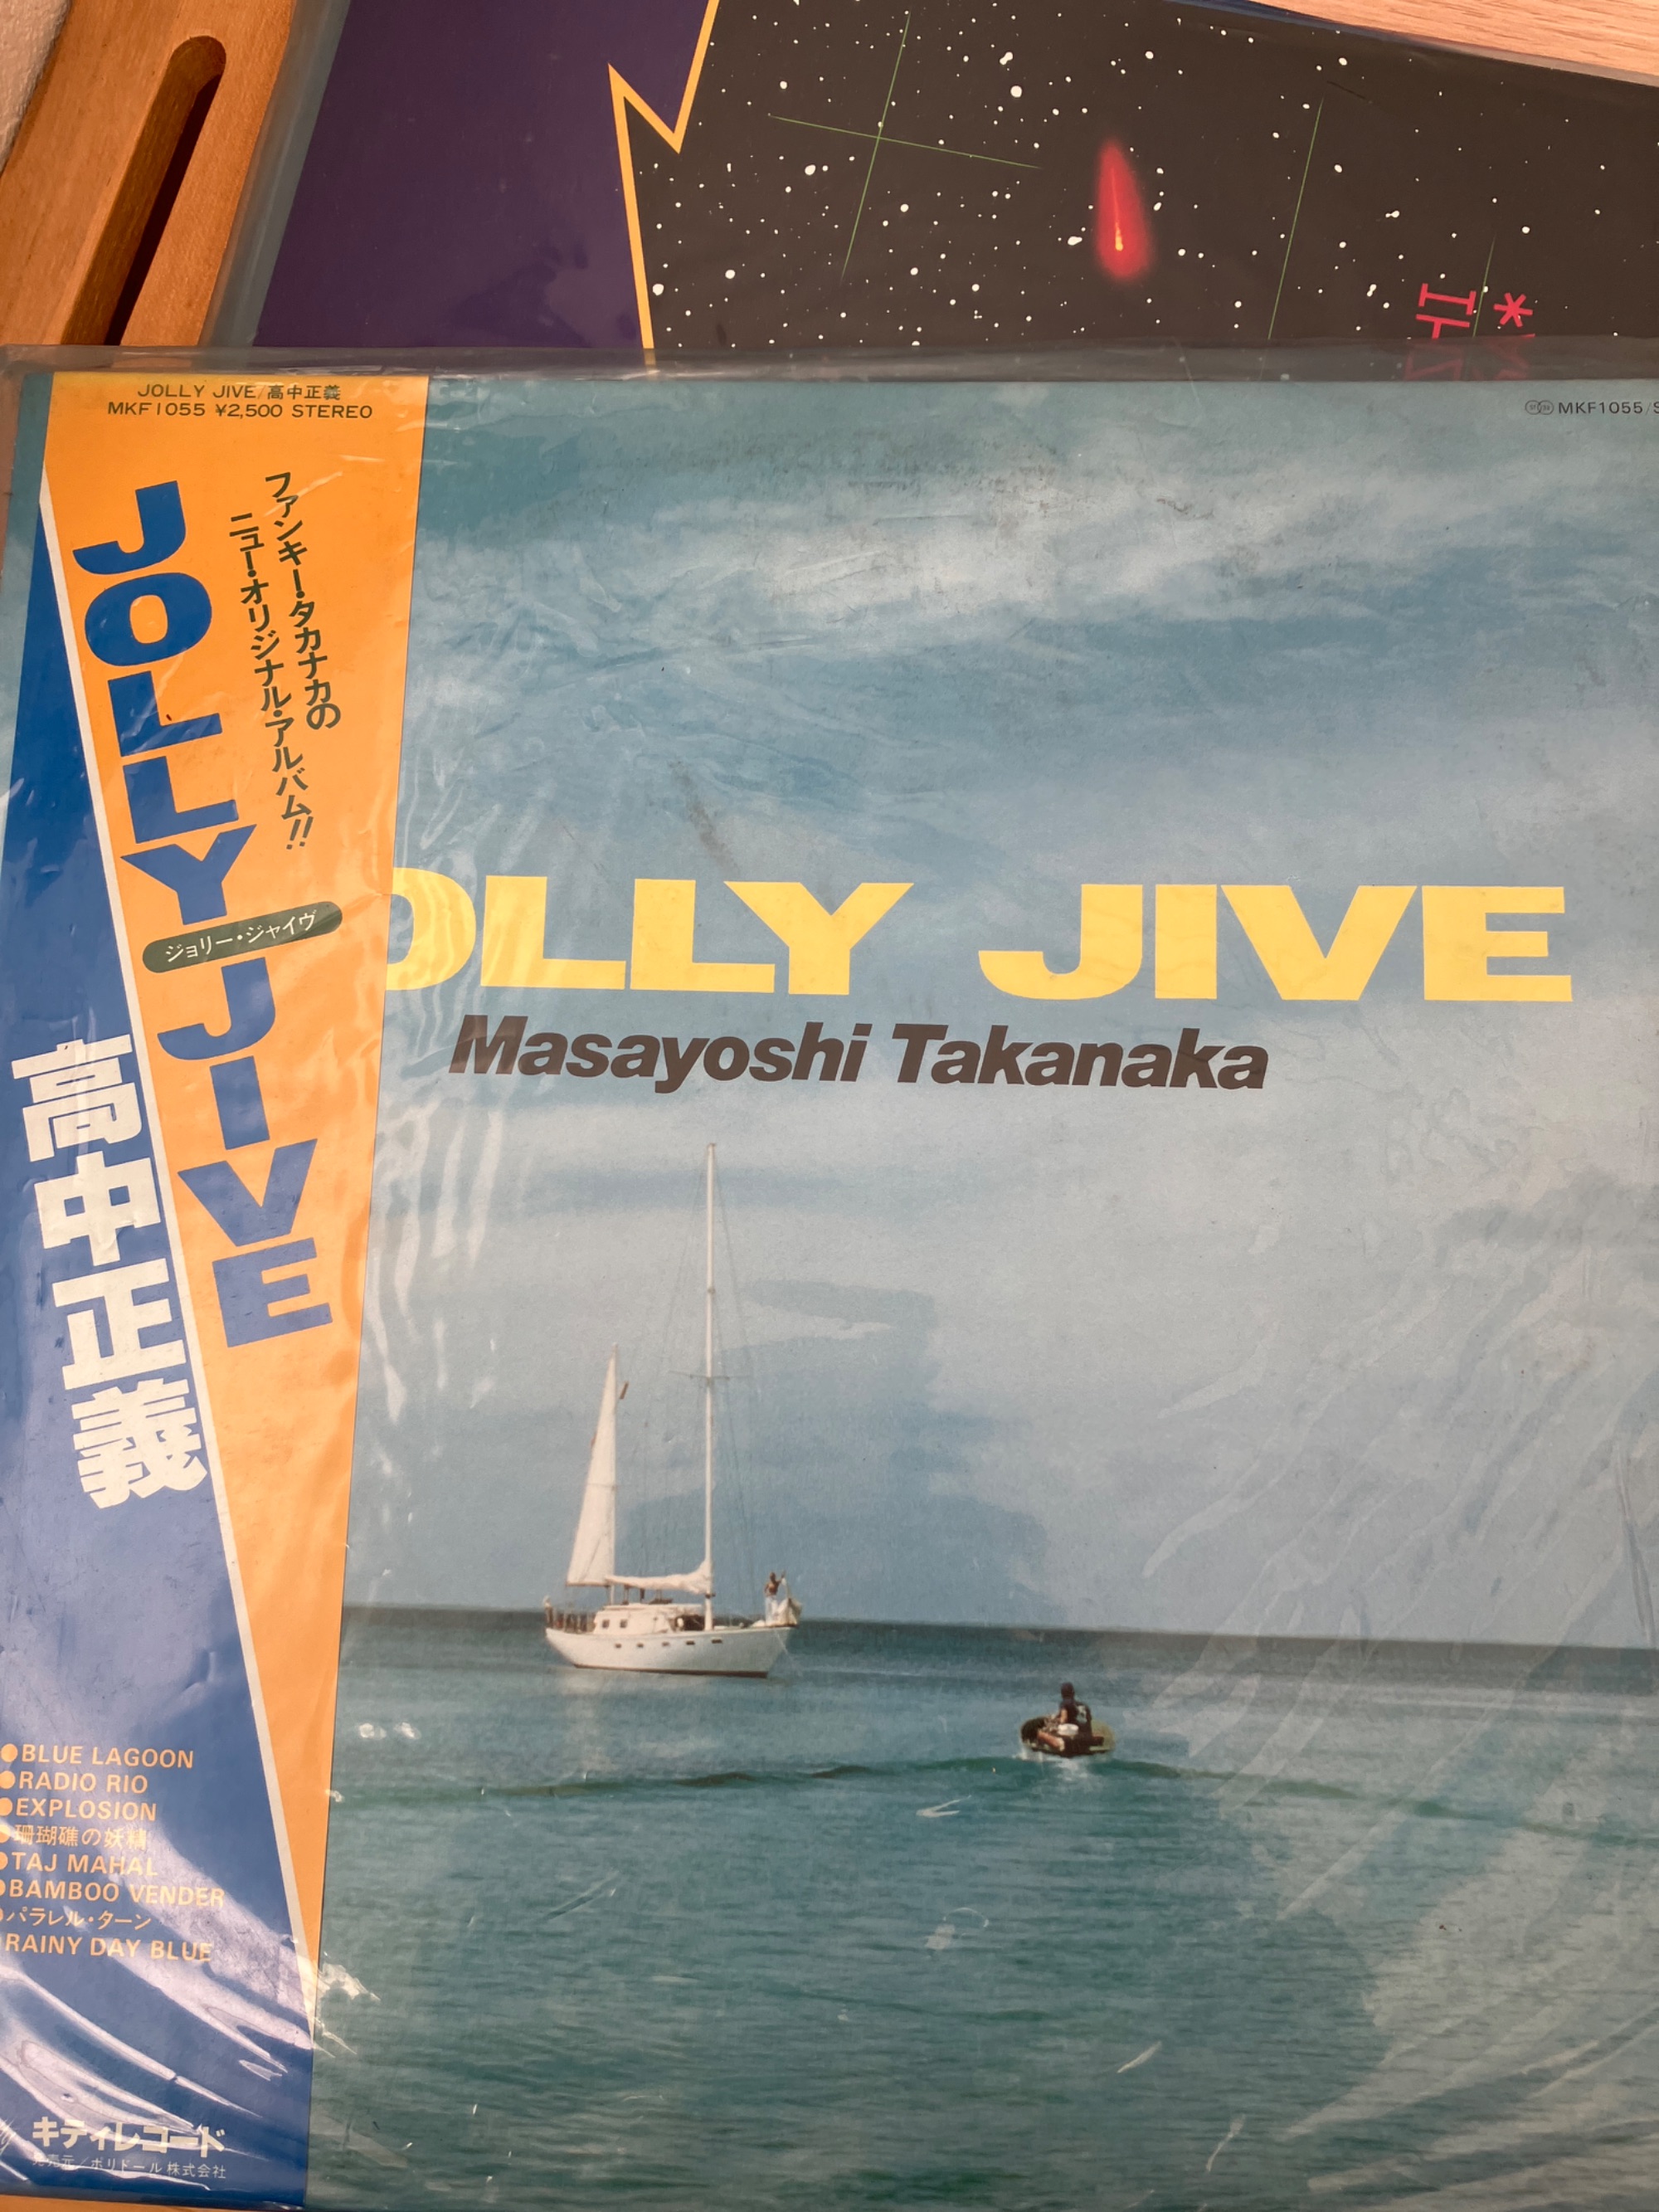 JOLLY JIVE/高中正義
MKF1055 ¥2,500 STEREO
ファンキー・タカナカの
ニュー・オリジナル・アルバム!!
JOLLY JIVE
ジョリー・ジャイヴ
高中正義
●BLUE LAGOON
●RADIO RIO
●EXPLOSION
●珊瑚礁の妖精
●TAJ MAHAL
●BAMBOO VENDER
●パラレル・ターン
●RAINY DAY BLUE
キティレコード
発売元/ポリドール株式会社
MKF1055/S
OLLY JIVE
Masayoshi Takanaka